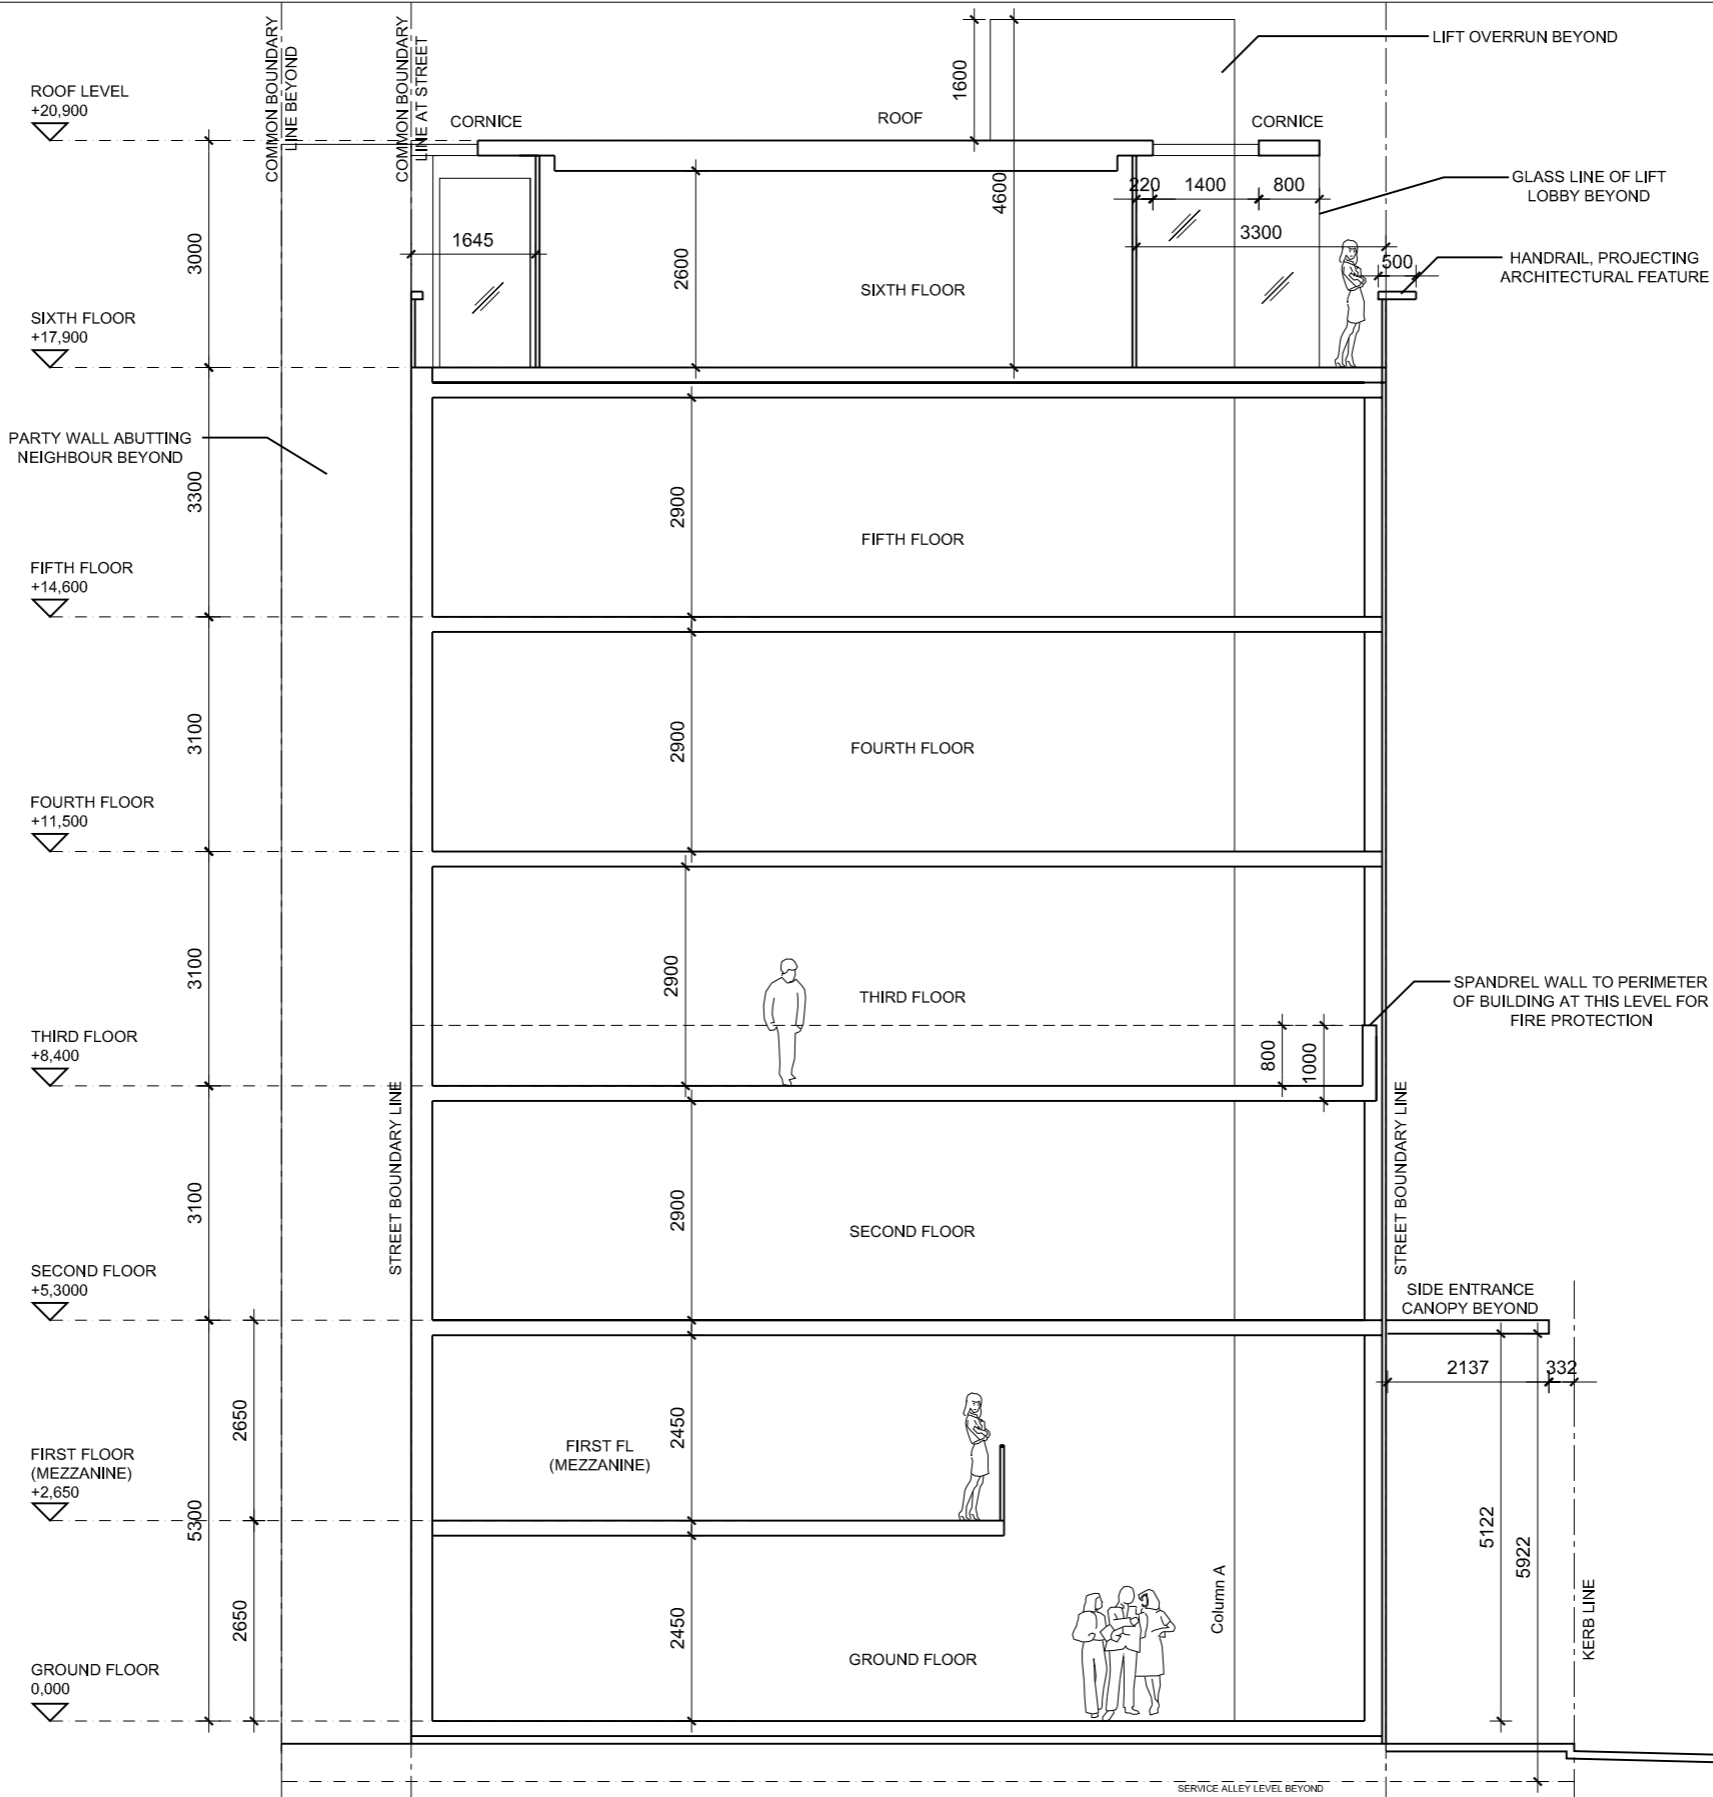 COMMON BOUNDARY
LINE BEYOND
COMMON BOUNDARY
LINE AT STREET
LIFT OVERRUN BEYOND
1600
ROOF LEVEL
+20,900
CORNICE
ROOF
CORNICE
GLASS LINE OF LIFT
LOBBY BEYOND
220
1400
800
4600
3000
1645
2600
3300
500
HANDRAIL, PROJECTING
ARCHITECTURAL FEATURE
SIXTH FLOOR
SIXTH FLOOR
+17,900
PARTY WALL ABUTTING
NEIGHBOUR BEYOND
3300
2900
FIFTH FLOOR
FIFTH FLOOR
+14,600
3100
2900
FOURTH FLOOR
FOURTH FLOOR
+11,500
3100
2900
THIRD FLOOR
SPANDREL WALL TO PERIMETER
OF BUILDING AT THIS LEVEL FOR
FIRE PROTECTION
800
1000
THIRD FLOOR
+8,400
STREET BOUNDARY LINE
STREET BOUNDARY LINE
3100
2900
SECOND FLOOR
SECOND FLOOR
+5,3000
SIDE ENTRANCE
CANOPY BEYOND
2137
332
2650
2450
FIRST FL
(MEZZANINE)
FIRST FLOOR
(MEZZANINE)
+2,650
5300
5122
5922
2650
2450
Column A
KERB LINE
GROUND FLOOR
GROUND FLOOR
0,000
SERVICE ALLEY LEVEL BEYOND